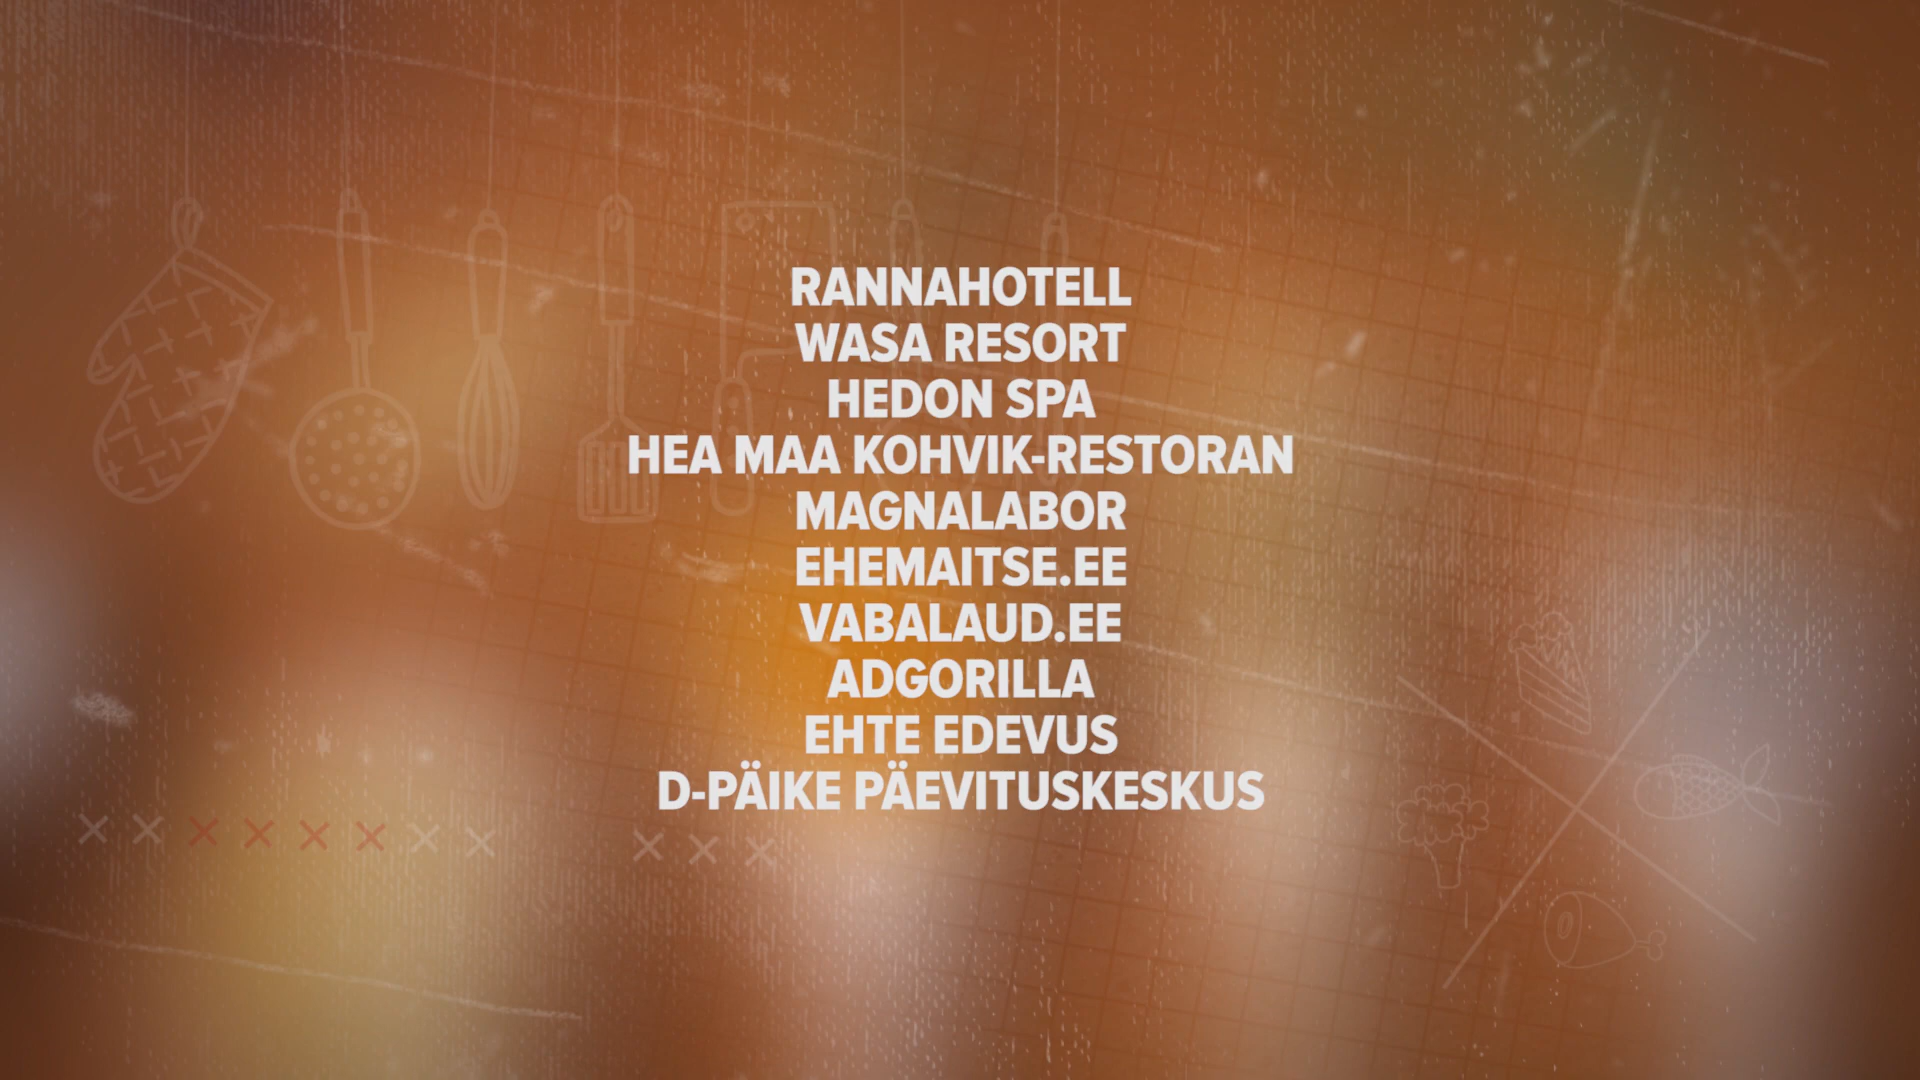 RANNAHOTELL
WASA RESORT
HEDON SPA
HEA MAA KOHVIK-RESTORAN
MAGNALABOR
EHEMAITSE.EE
VABALAUD.EE
ADGORILLA
EHTE EDEVUS
D-PÄIKE PÄEVITUSKESKUS